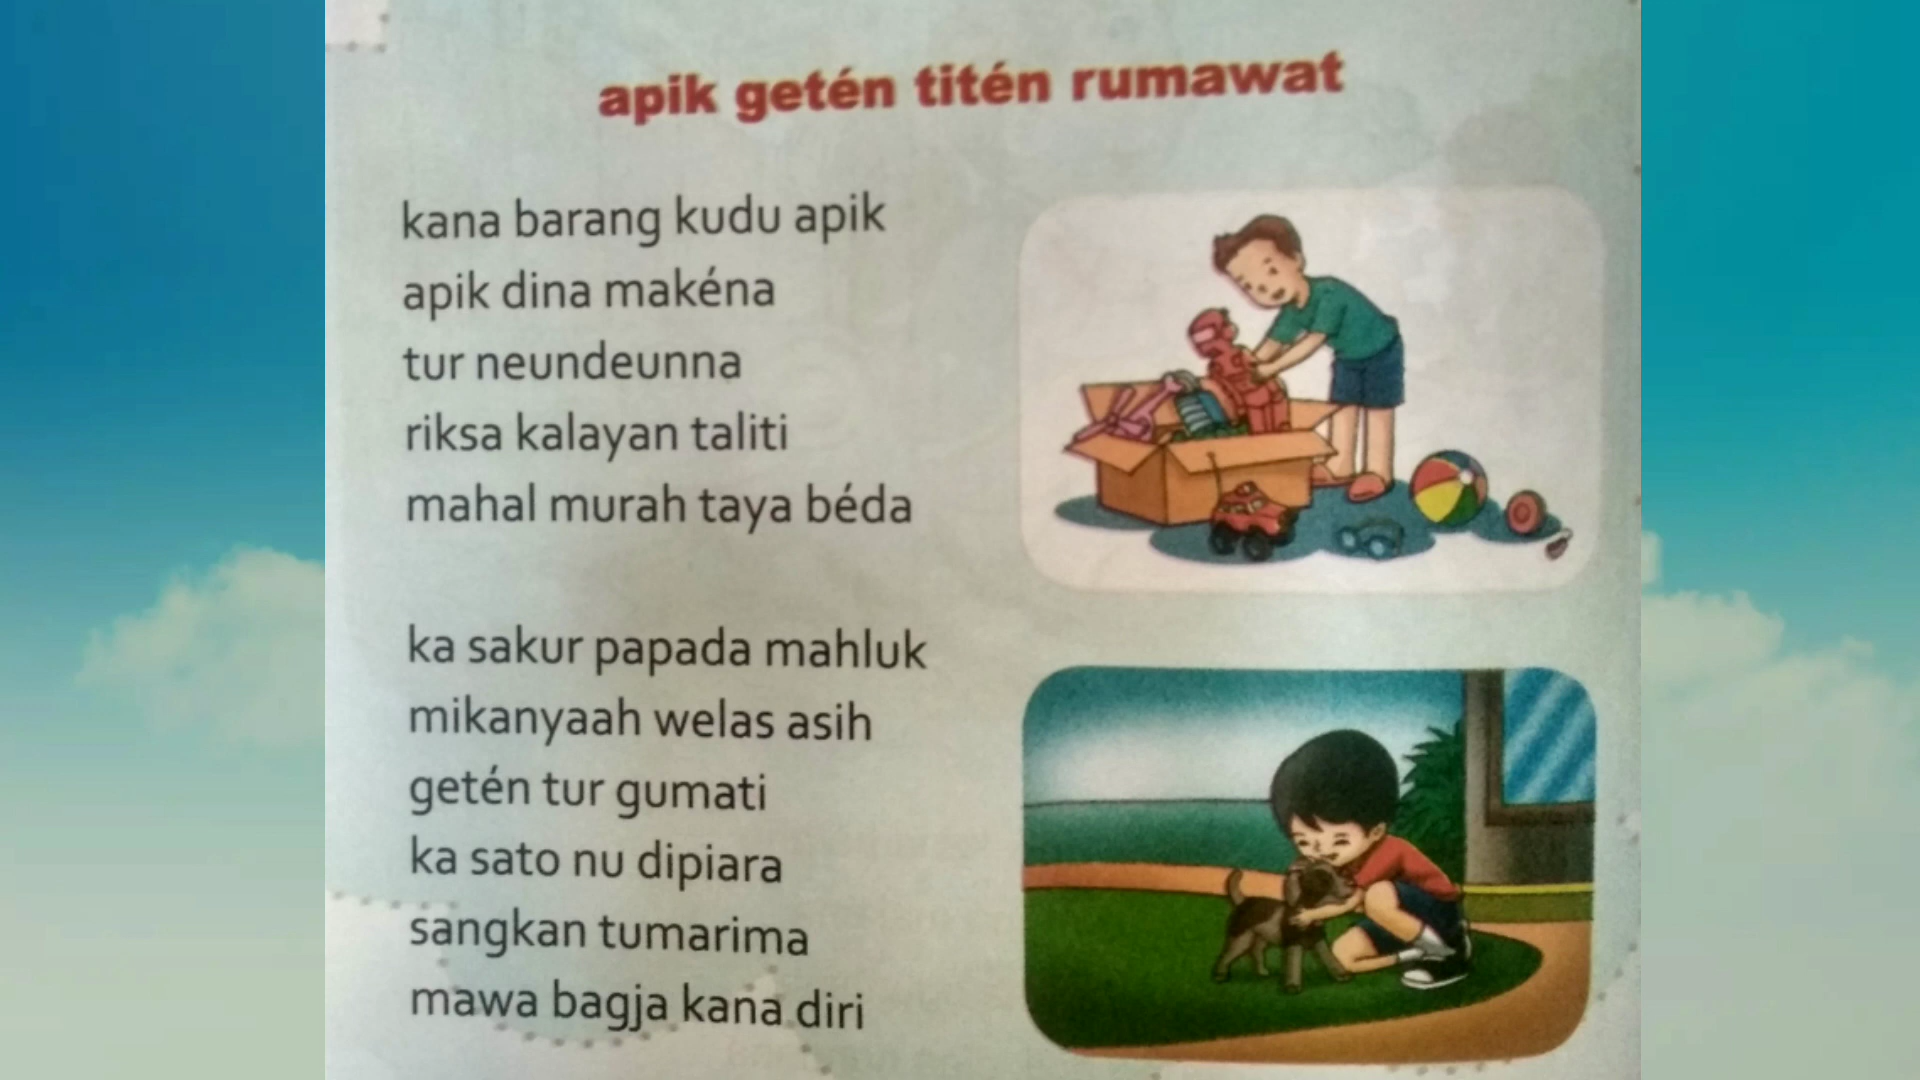 apik getén titén rumawat
kana barang kudu apik
apik dina makéna
tur neundeunna
riksa kalayan taliti
mahal murah taya béda
ka sakur papada mahluk
mikanyaah welas asih
getén tur gumati
ka sato nu dipiara
sangkan tumarima
mawa bagja kana diri